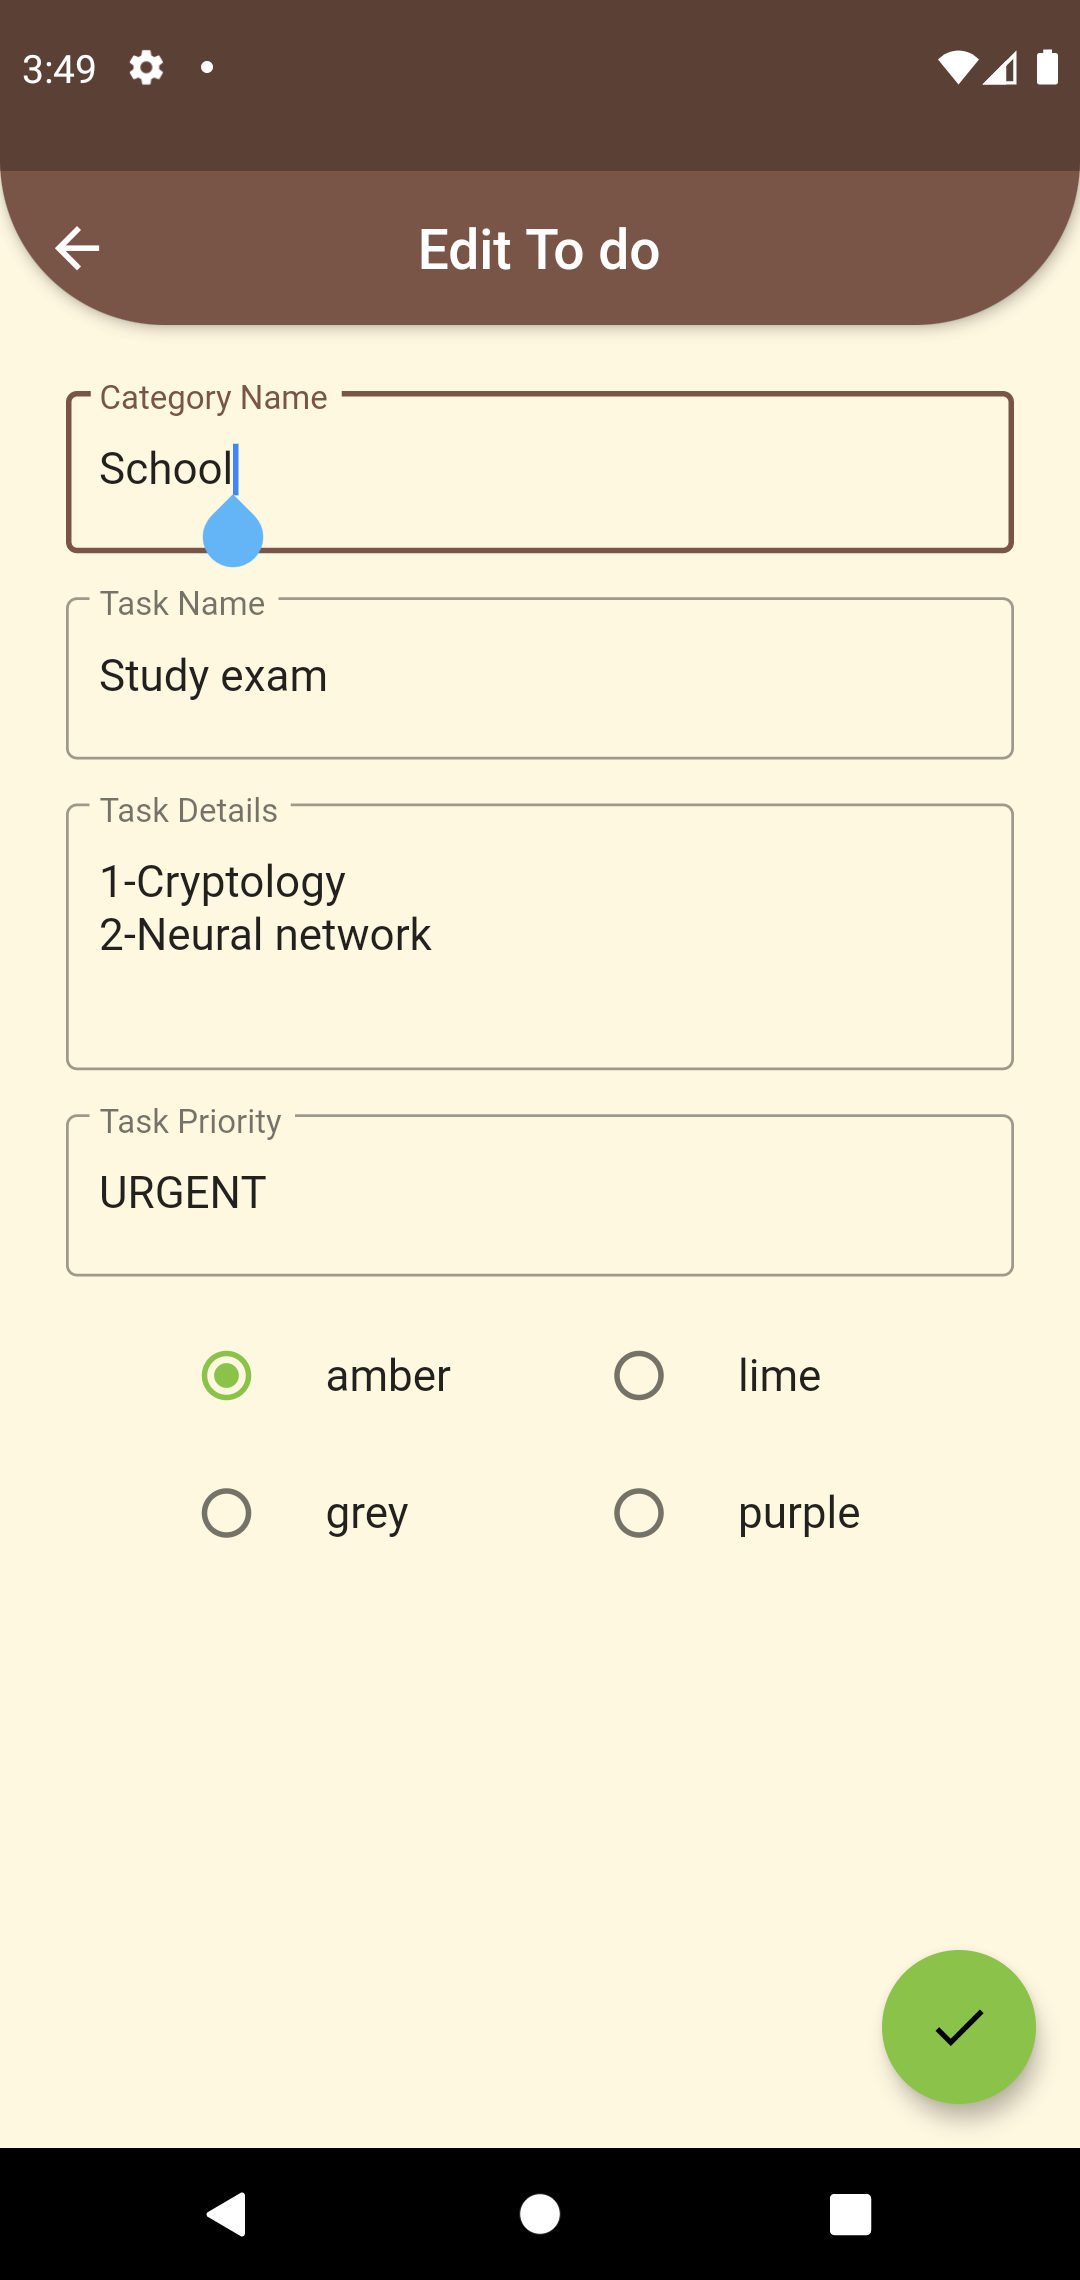 3:49
Edit To do
Category Name
School
Task Name
Study exam
Task Details
1-Cryptology
2-Neural network
Task Priority
URGENT
amber
lime
grey
purple